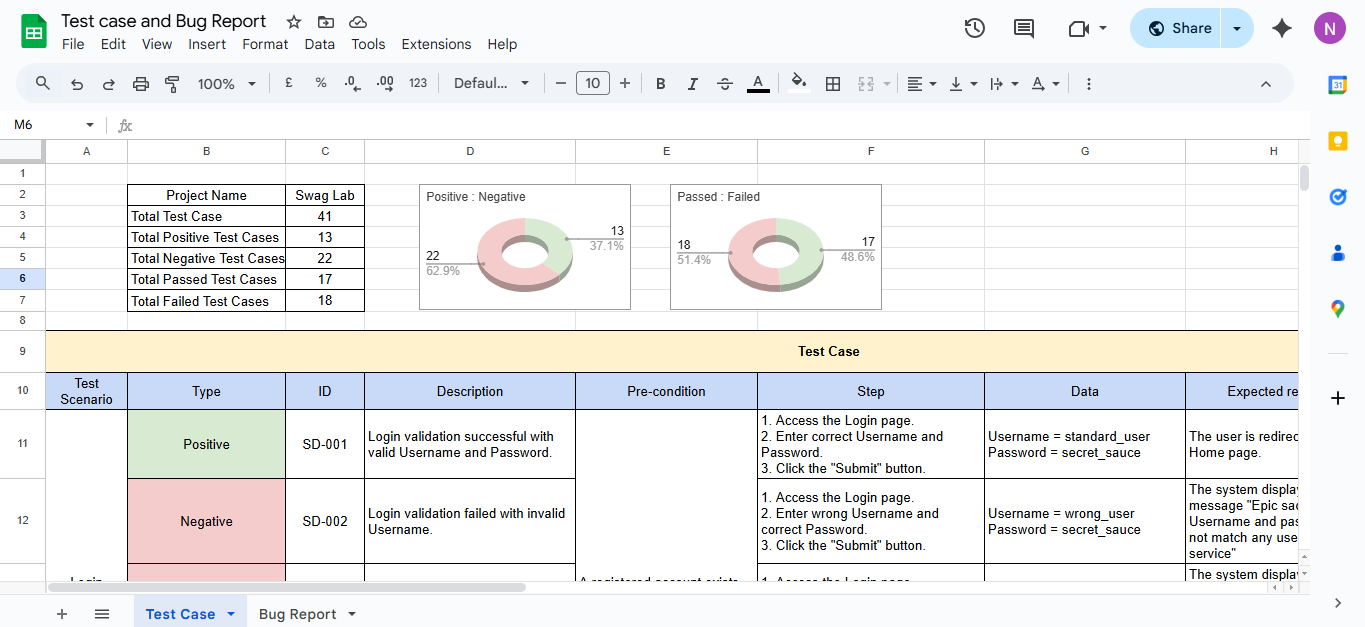 Test case and Bug Report
File Edit View Insert Format Data Tools Extensions Help
Share
N
100% £ % .0 .00 123 Defaul... 10 B I A A
31
M6 fx
A B C D E F G H
1
2 Project Name Swag Lab
3 Total Test Case 41
4 Total Positive Test Cases 13
5 Total Negative Test Cases 22
6 Total Passed Test Cases 17
7 Total Failed Test Cases 18
Positive : Negative
13
37.1%
22
62.9%
Passed : Failed
18
51.4%
17
48.6%
8
9 Test Case
10
Test
Scenario
Type
ID
Description
Pre-condition
Step
Data
Expected re
11
Positive
SD-001
Login validation successful with
valid Username and Password.
1. Access the Login page.
2. Enter correct Username and
Password.
3. Click the "Submit" button.
Username = standard_user
Password = secret_sauce
The user is redirec
Home page.
12
Negative
SD-002
Login validation failed with invalid
Username.
1. Access the Login page.
2. Enter wrong Username and
correct Password.
3. Click the "Submit" button.
Username = wrong_user
Password = secret_sauce
The system display
message "Epic sad
Username and pas
not match any use
service"
Login
A registered account exists
1. Access the Login page.
The system display
Test Case
Bug Report